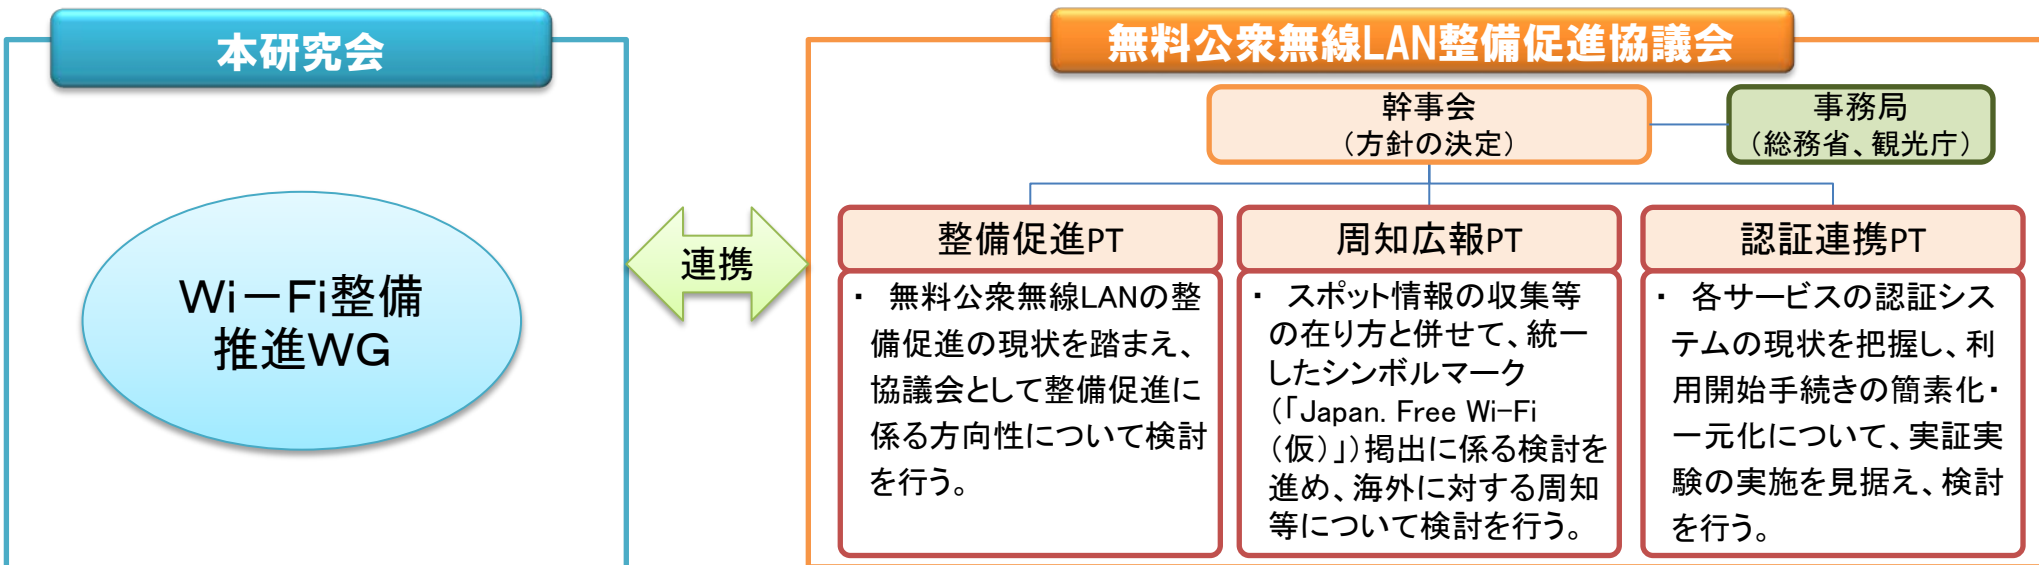 本研究会
Wi－Fi整備
推進WG
連携
無料公衆無線LAN整備促進協議会
幹事会
（方針の決定）
事務局
（総務省、観光庁）
整備促進PT
・ 無料公衆無線LANの整
備促進の現状を踏まえ、
協議会として整備促進に
係る方向性について検討
を行う。
周知広報PT
・ スポット情報の収集等
の在り方と併せて、統一
したシンボルマーク
（「Japan. Free Wi-Fi
（仮）」）掲出に係る検討を
進め、海外に対する周知
等について検討を行う。
認証連携PT
・ 各サービスの認証シス
テムの現状を把握し、利
用開始手続きの簡素化・
一元化について、実証実
験の実施を見据え、検討
を行う。